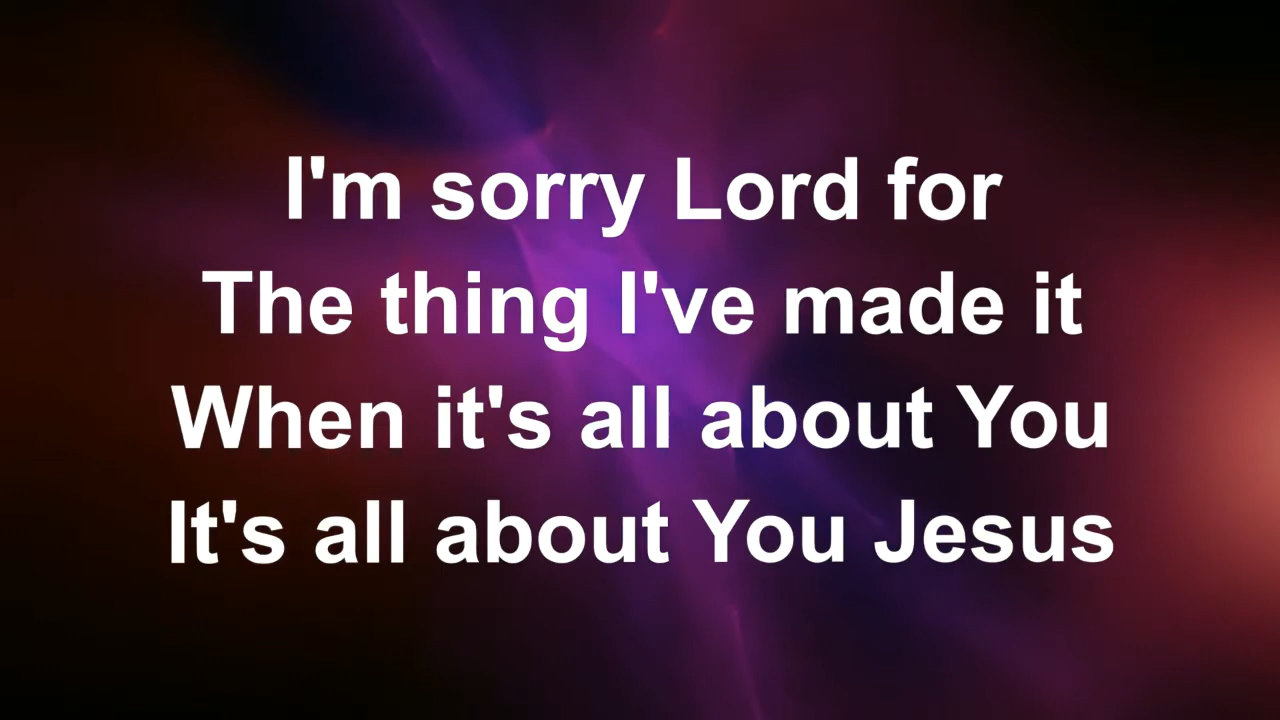 I'm sorry Lord for
The thing I've made it
When it's all about You
It's all about You Jesus